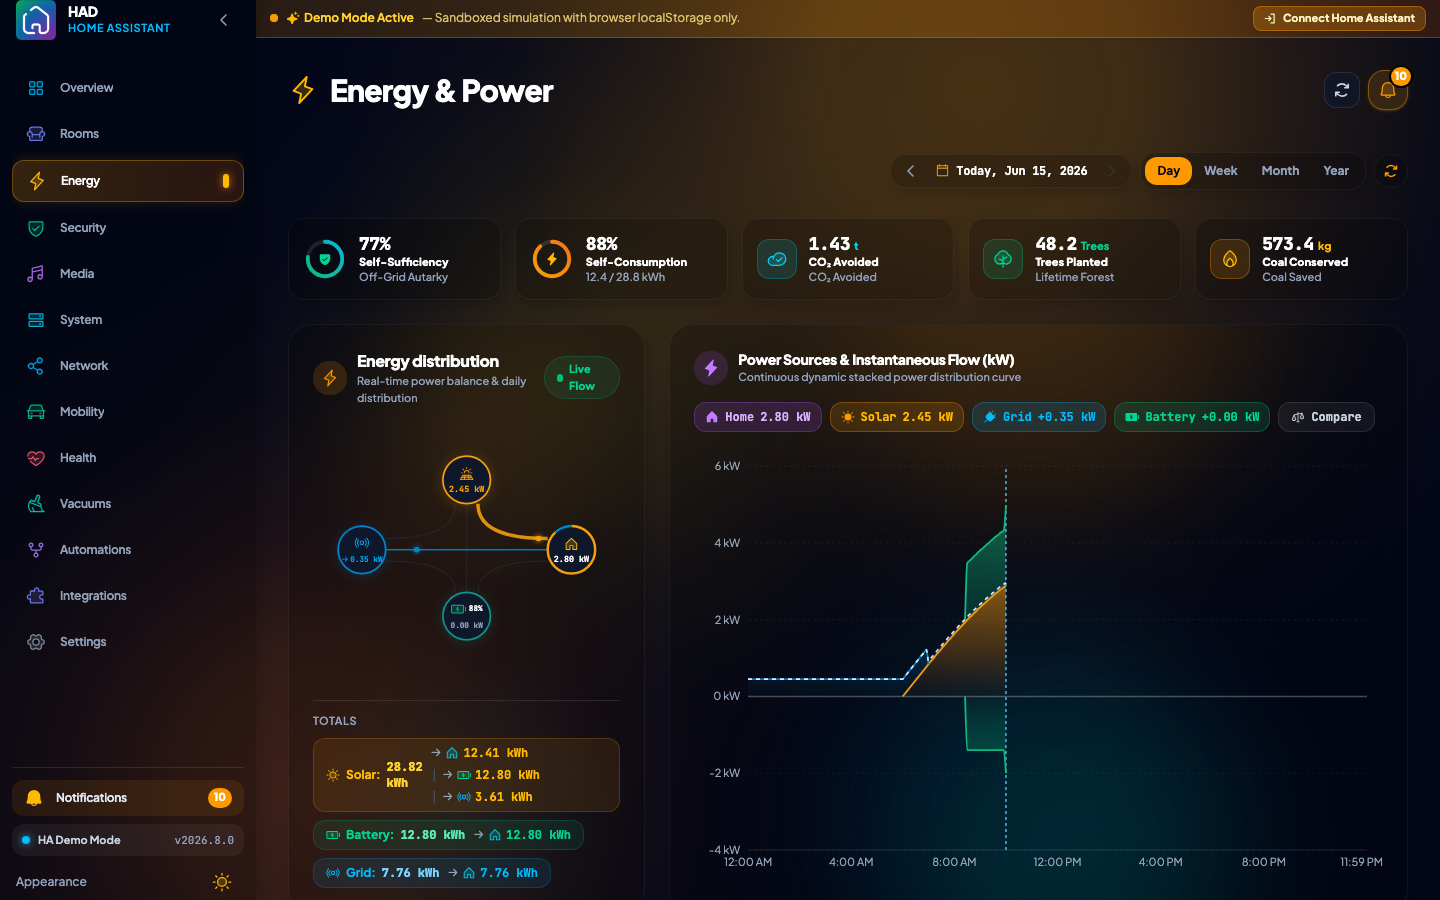 HAD
HOME ASSISTANT
Overview
Rooms
Energy
Security
Media
System
Network
Mobility
Health
Vacuums
Automations
Integrations
Settings
Notifications
10
HA Demo Mode
v2026.8.0
Appearance
Demo Mode Active — Sandboxed simulation with browser localStorage only.
Connect Home Assistant
Energy & Power
10
Today, Jun 15, 2026
Day
Week
Month
Year
77%
Self-Sufficiency
Off-Grid Autarky
88%
Self-Consumption
12.4 / 28.8 kWh
1.43 t
CO₂ Avoided
CO₂ Avoided
48.2 Trees
Trees Planted
Lifetime Forest
573.4 kg
Coal Conserved
Coal Saved
Energy distribution
Real-time power balance & daily
distribution
Live
Flow
2.45 kW
→ 0.35 kW
2.80 kW
88%
0.00 kW
TOTALS
Solar:
28.82
kWh
→ 12.41 kWh
| → 12.80 kWh
| → 3.61 kWh
Battery: 12.80 kWh → 12.80 kWh
Grid: 7.76 kWh → 7.76 kWh
Power Sources & Instantaneous Flow (kW)
Continuous dynamic stacked power distribution curve
Home 2.80 kW
Solar 2.45 kW
Grid +0.35 kW
Battery +0.00 kW
Compare
6 kW
4 kW
2 kW
0 kW
-2 kW
-4 kW
12:00 AM
4:00 AM
8:00 AM
12:00 PM
4:00 PM
8:00 PM
11:59 PM